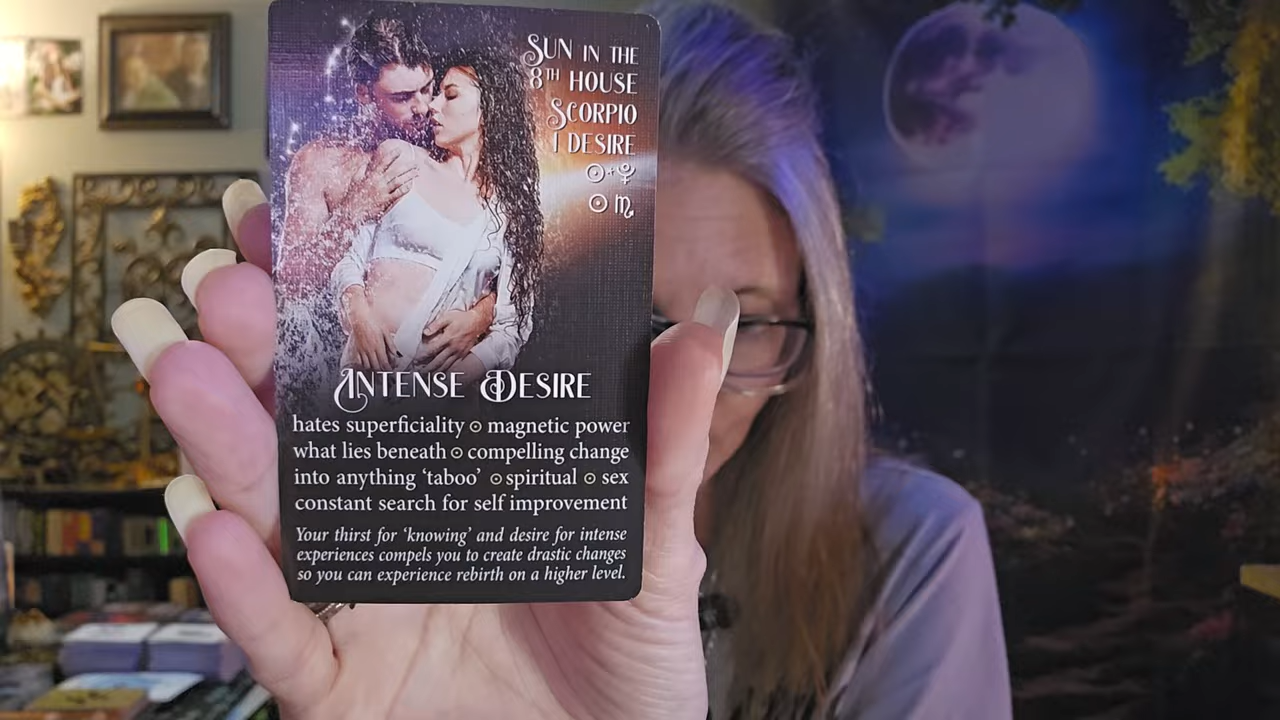 SUN IN THE
8TH HOUSE
SCORPIO
I DESIRE
☉+♇
☉ ♏
INTENSE DESIRE
hates superficiality ☉ magnetic power
what lies beneath ☉ compelling change
into anything ‘taboo’ ☉ spiritual ☉ sex
constant search for self improvement
Your thirst for ‘knowing’ and desire for intense
experiences compels you to create drastic changes
so you can experience rebirth on a higher level.